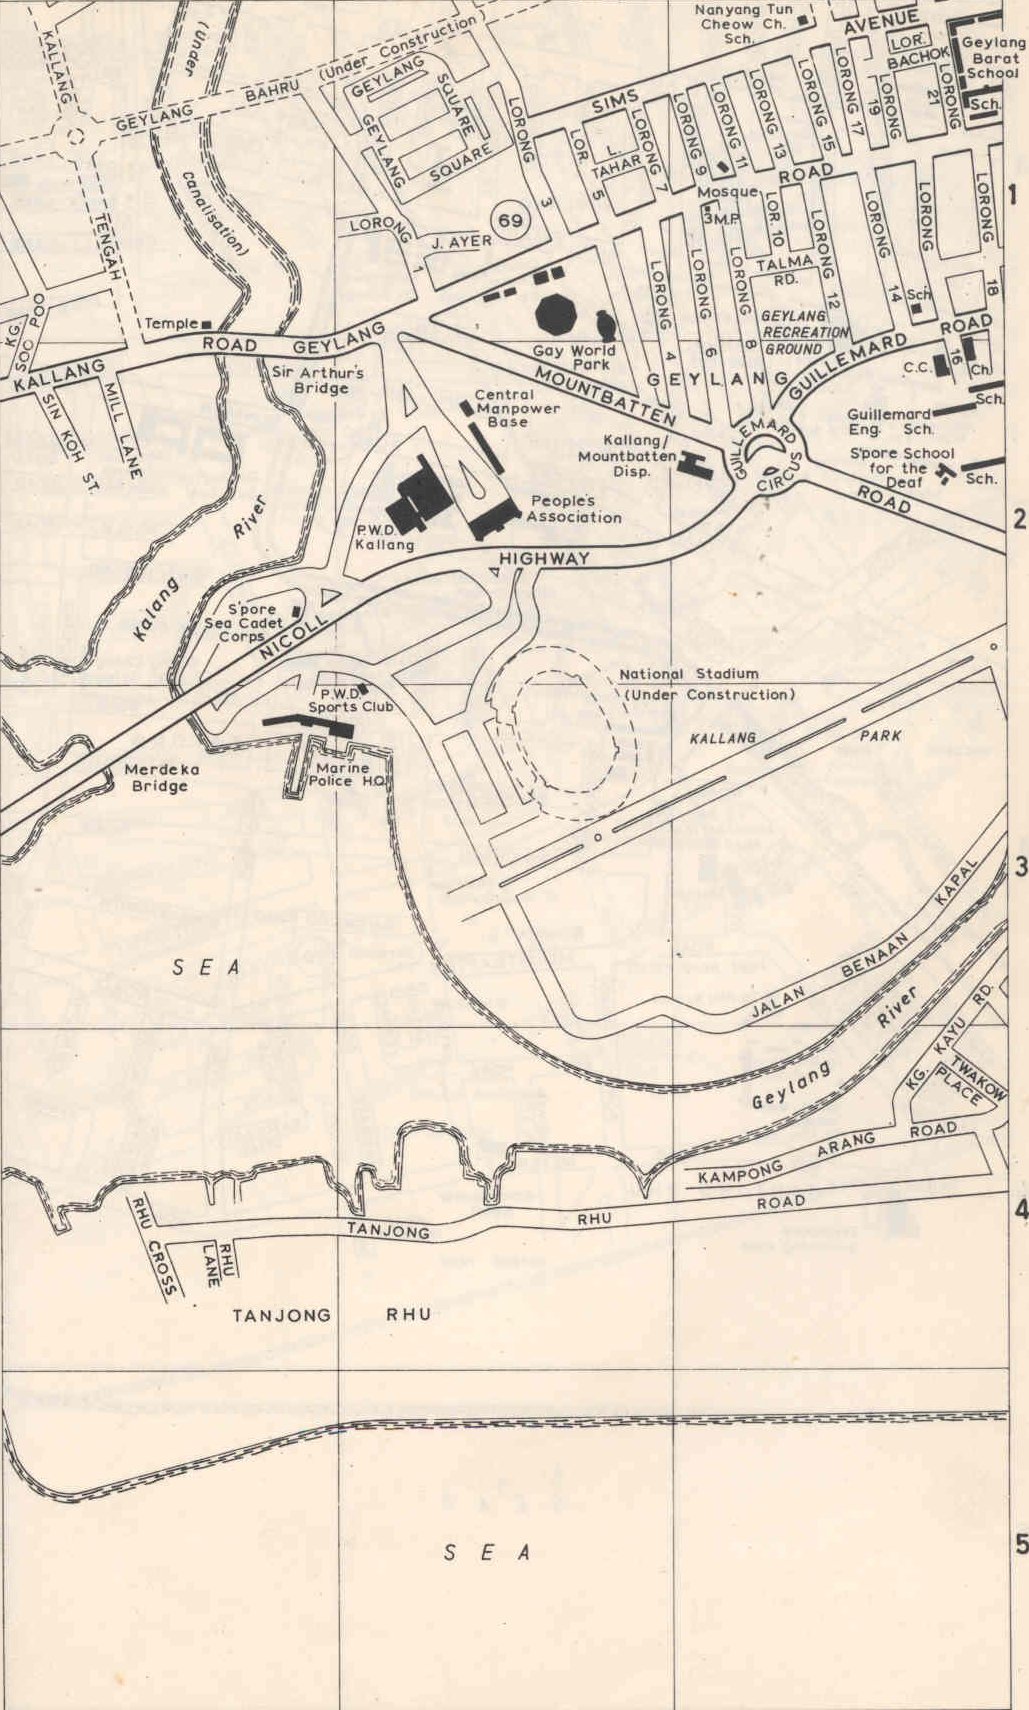 Nanyang Tun
Cheow Ch.
Sch.
AVENUE
LOR.
BACHOK
Geylang
Barat
School
Sch.
KALLANG
(Under
canalisation)
GEYLANG
BAHRU
(Under Construction)
GEYLANG
SQUARE
GEYLANG
SQUARE
LORONG
3
SIMS
LOR.
5
L.
TAHAR
LORONG 7
LORONG 9
LORONG 11
LORONG 13
LORONG 15
LORONG 17
LORONG
19
LORONG
21
ROAD
1
TENGAH
LORONG
1
J. AYER
69
Mosque
3M.P.
LOR. 10
LORONG 12
LORONG
14
LORONG
16
LORONG
18
TALMA
RD.
LORONG
4
LORONG
6
LORONG
8
Sch
KG.
SOO POO
Temple
ROAD
GEYLANG
KALLANG
Sir Arthur's
Bridge
Gay World
Park
GEYLANG
RECREATION
GROUND
GUILLEMARD
ROAD
MOUNTBATTEN
GEYLANG
C.C.
Ch
Sch.
SIN KOH ST.
MILL LANE
Central
Manpower
Base
Kallang/
Mountbatten
Disp.
GUILLEMARD
CIRCUS
Guillemard
Eng. Sch.
S'pore School
for the
Deaf
Sch.
ROAD
River
People's
Association
P.W.D.
Kallang
2
HIGHWAY
Kalang
S'pore
Sea Cadet
Corps
NICOLL
National Stadium
(Under Construction)
P.W.D.
Sports Club
KALLANG
PARK
Merdeka
Bridge
Marine
Police H.Q.
3
KAPAL
BENAAN
JALAN
SEA
River
Geylang
KG.
KAYU
RD.
TWAKOW
PLACE
KAMPONG
ARANG
ROAD
RHU
CROSS
RHU
LANE
TANJONG
RHU
ROAD
4
TANJONG
RHU
SEA
5